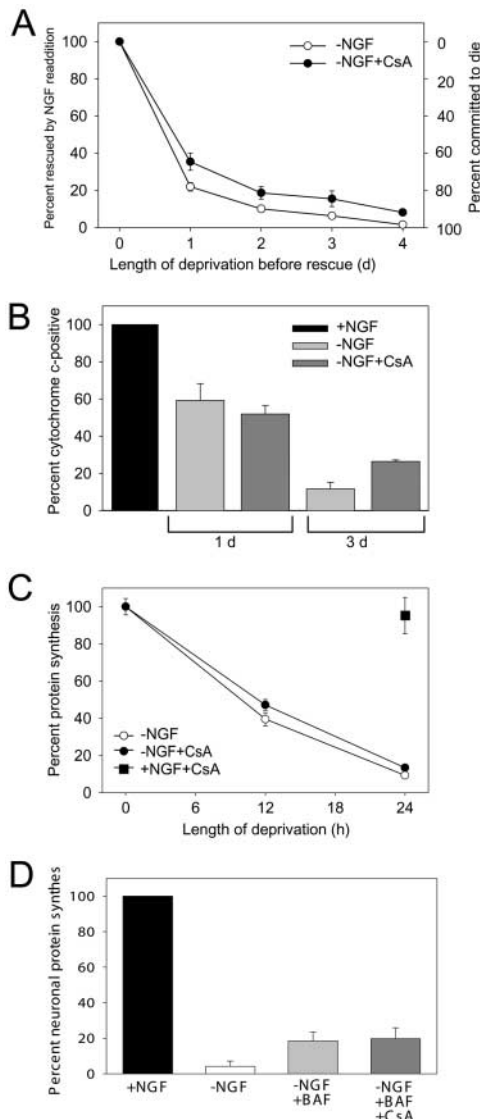 A
Percent rescued by NGF readdition
100
80
60
40
20
0
-NGF
-NGF+CsA
0
20
40
60
80
100
Percent committed to die
0
1
2
3
4
Length of deprivation before rescue (d)
B
Percent cytochrome c-positive
100
80
60
40
20
0
+NGF
-NGF
-NGF+CsA
1 d
3 d
C
Percent protein synthesis
100
80
60
40
20
0
-NGF
-NGF+CsA
+NGF+CsA
0
6
12
18
24
Length of deprivation (h)
D
Percent neuronal protein synthes
100
80
60
40
20
0
+NGF
-NGF
-NGF
+BAF
-NGF
+BAF
+CsA